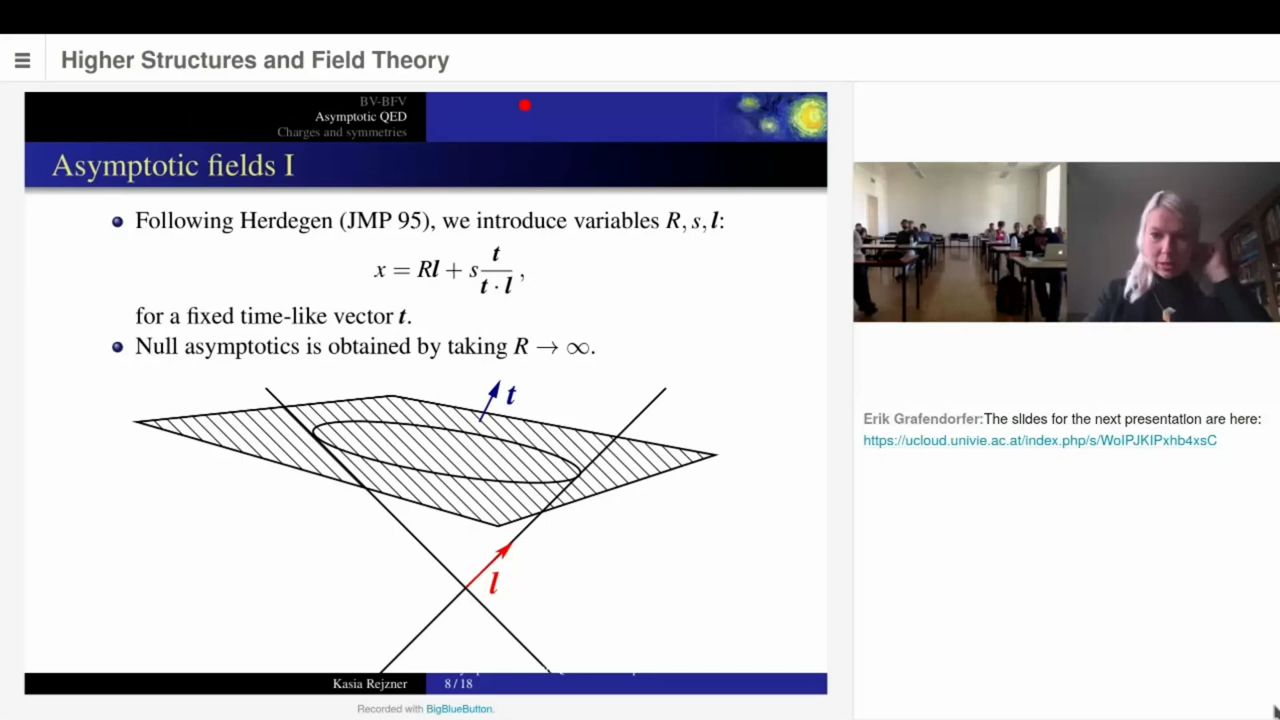 Higher Structures and Field Theory
BV-BFV
Asymptotic QED
Charges and symmetries
Asymptotic fields I
Following Herdegen (JMP 95), we introduce variables R, s, l:
x = Rl + s t / t · l ,
for a fixed time-like vector t.
Null asymptotics is obtained by taking R → ∞.
t
l
Kasia Rejzner
8 / 18
Recorded with BigBlueButton.
Erik Grafendorfer:The slIdes for the next presentation are here:
https://ucloud.univie.ac.at/index.php/s/WoIPJKIPxhb4xsC